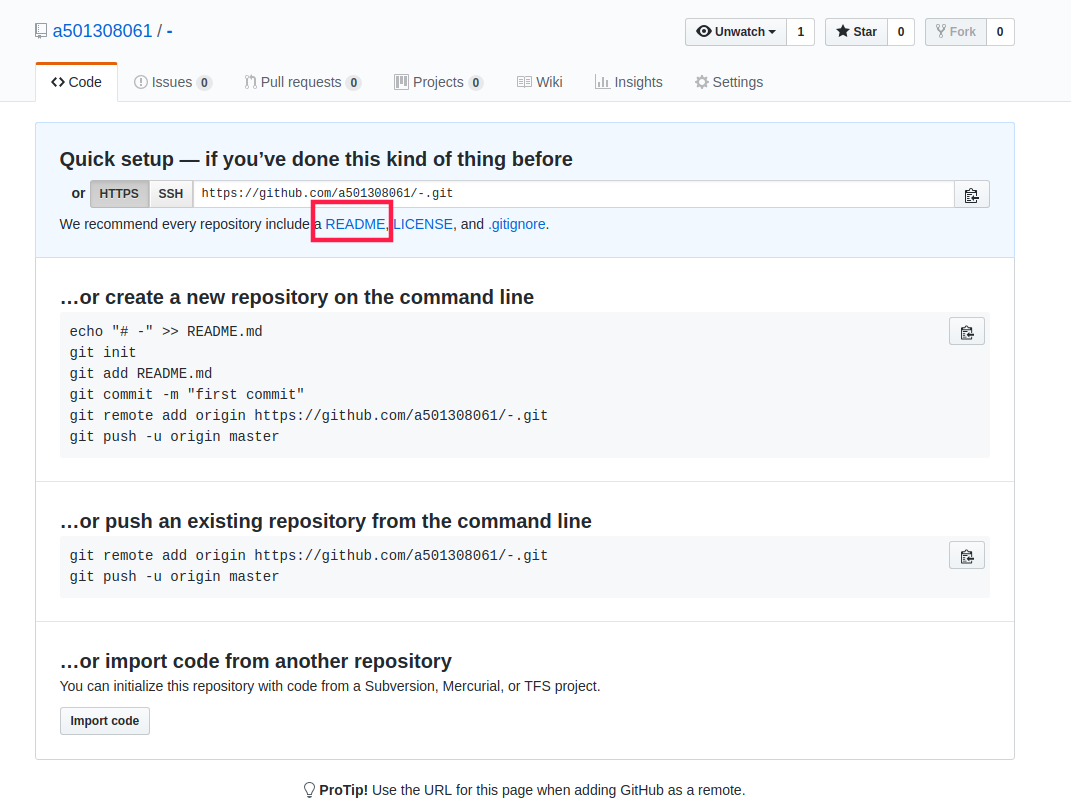 a501308061 / -
Unwatch 1 Star 0 Fork 0
Code Issues 0 Pull requests 0 Projects 0 Wiki Insights Settings
Quick setup — if you’ve done this kind of thing before
or HTTPS SSH https://github.com/a501308061/-.git
We recommend every repository include a README, LICENSE, and .gitignore.
…or create a new repository on the command line
echo "# -" >> README.md
git init
git add README.md
git commit -m "first commit"
git remote add origin https://github.com/a501308061/-.git
git push -u origin master
…or push an existing repository from the command line
git remote add origin https://github.com/a501308061/-.git
git push -u origin master
…or import code from another repository
You can initialize this repository with code from a Subversion, Mercurial, or TFS project.
Import code
ProTip! Use the URL for this page when adding GitHub as a remote.